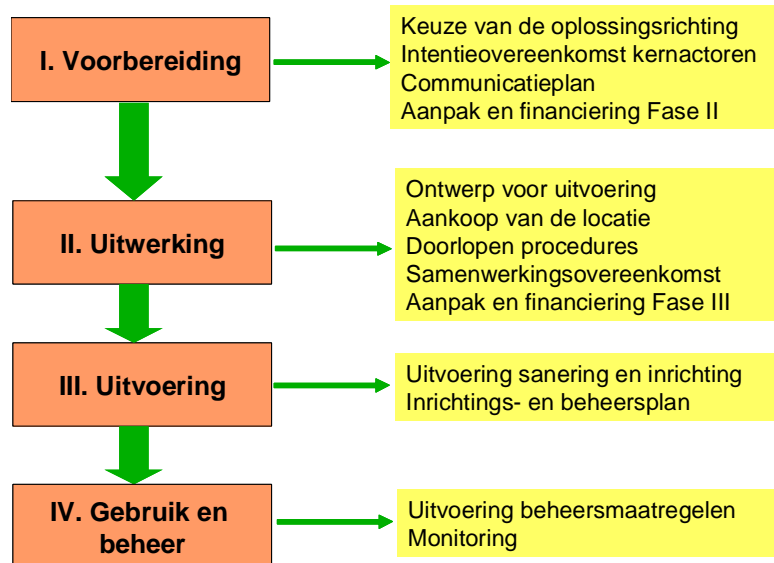 I. Voorbereiding
Keuze van de oplossingsrichting
Intentieovereenkomst kernactoren
Communicatieplan
Aanpak en financiering Fase II
II. Uitwerking
Ontwerp voor uitvoering
Aankoop van de locatie
Doorlopen procedures
Samenwerkingsovereenkomst
Aanpak en financiering Fase III
III. Uitvoering
Uitvoering sanering en inrichting
Inrichtings- en beheersplan
IV. Gebruik en
beheer
Uitvoering beheersmaatregelen
Monitoring